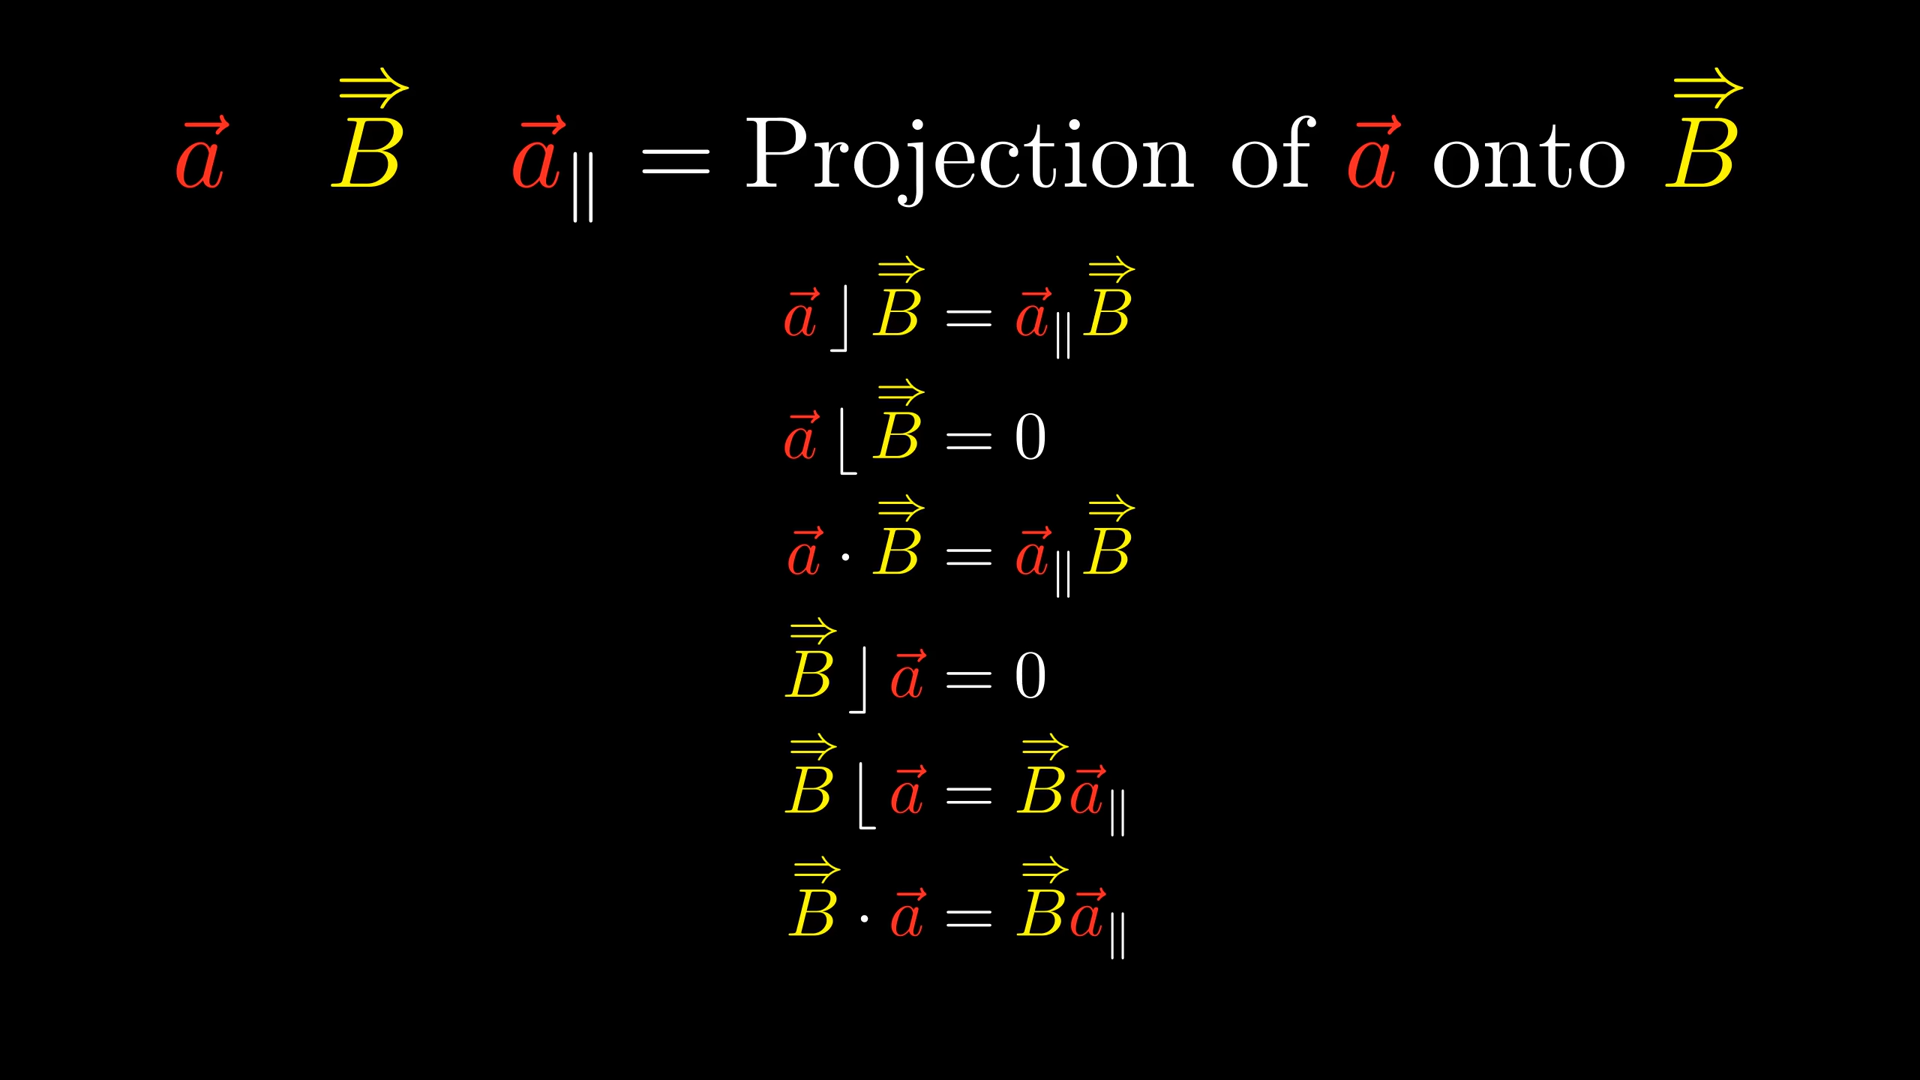 a⃗ B⃗⃗ a⃗∥ = Projection of a⃗ onto B⃗⃗
a⃗ ⌋ B⃗⃗ = a⃗∥ B⃗⃗
a⃗ ⌊ B⃗⃗ = 0
a⃗ · B⃗⃗ = a⃗∥ B⃗⃗
B⃗⃗ ⌋ a⃗ = 0
B⃗⃗ ⌊ a⃗ = B⃗⃗ a⃗∥
B⃗⃗ · a⃗ = B⃗⃗ a⃗∥